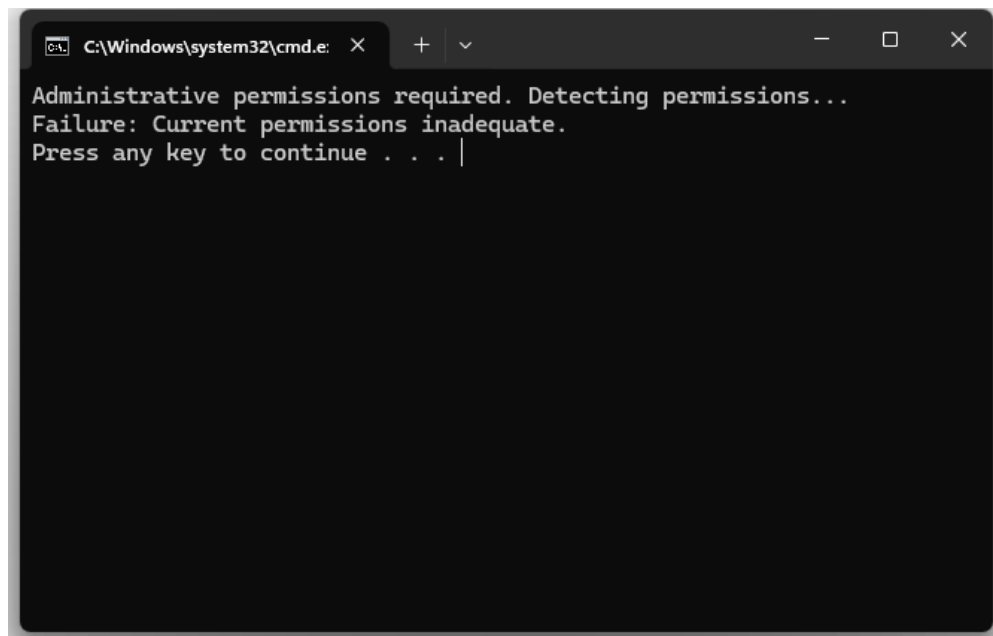 C:\Windows\system32\cmd.e:
Administrative permissions required. Detecting permissions...
Failure: Current permissions inadequate.
Press any key to continue . . .